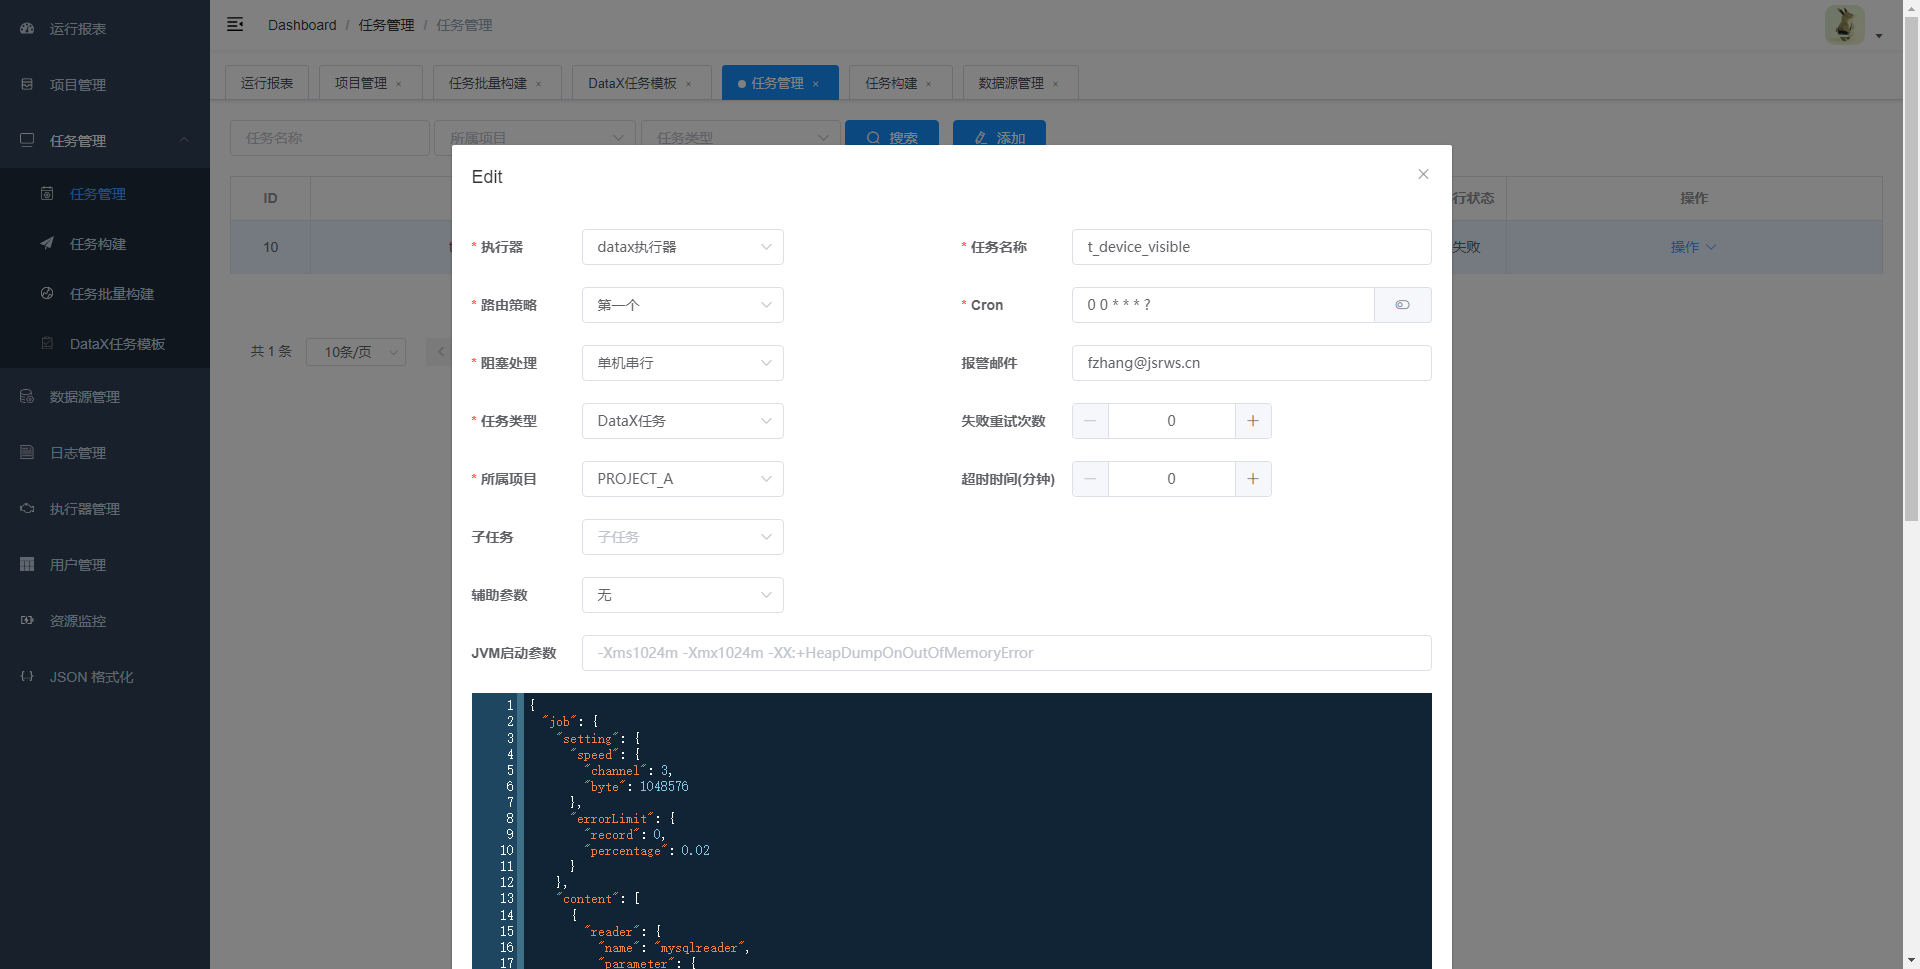 运行报表
项目管理
任务管理
任务管理
任务构建
任务批量构建
DataX任务模板
数据源管理
日志管理
执行器管理
用户管理
资源监控
JSON 格式化
Dashboard / 任务管理 / 任务管理
运行报表 项目管理 × 任务批量构建 × DataX任务模板 × 任务管理 × 任务构建 × 数据源管理 ×
任务名称 所属项目 任务类型 搜索 添加
ID 行状态 操作
10 t 失败 操作
共 1 条 10条/页
Edit
* 执行器 datax执行器 * 任务名称 t_device_visible
* 路由策略 第一个 * Cron 0 0 * * * ?
* 阻塞处理 单机串行 报警邮件 fzhang@jsrws.cn
* 任务类型 DataX任务 失败重试次数 0
* 所属项目 PROJECT_A 超时时间(分钟) 0
子任务 子任务
辅助参数 无
JVM启动参数 -Xms1024m -Xmx1024m -XX:+HeapDumpOnOutOfMemoryError
1 {
2 "job": {
3 "setting": {
4 "speed": {
5 "channel": 3,
6 "byte": 1048576
7 },
8 "errorLimit": {
9 "record": 0,
10 "percentage": 0.02
11 }
12 },
13 "content": [
14 {
15 "reader": {
16 "name": "mysqlreader",
17 "parameter": {